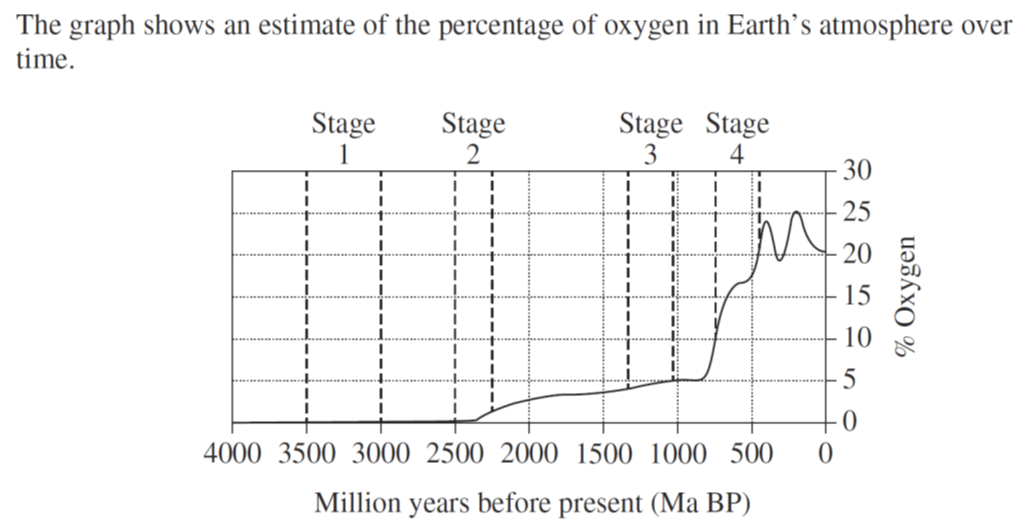 The graph shows an estimate of the percentage of oxygen in Earth’s atmosphere over
time.
Stage Stage Stage Stage
1 2 3 4
30
25
20
15
10
5
0
% Oxygen
4000 3500 3000 2500 2000 1500 1000 500 0
Million years before present (Ma BP)